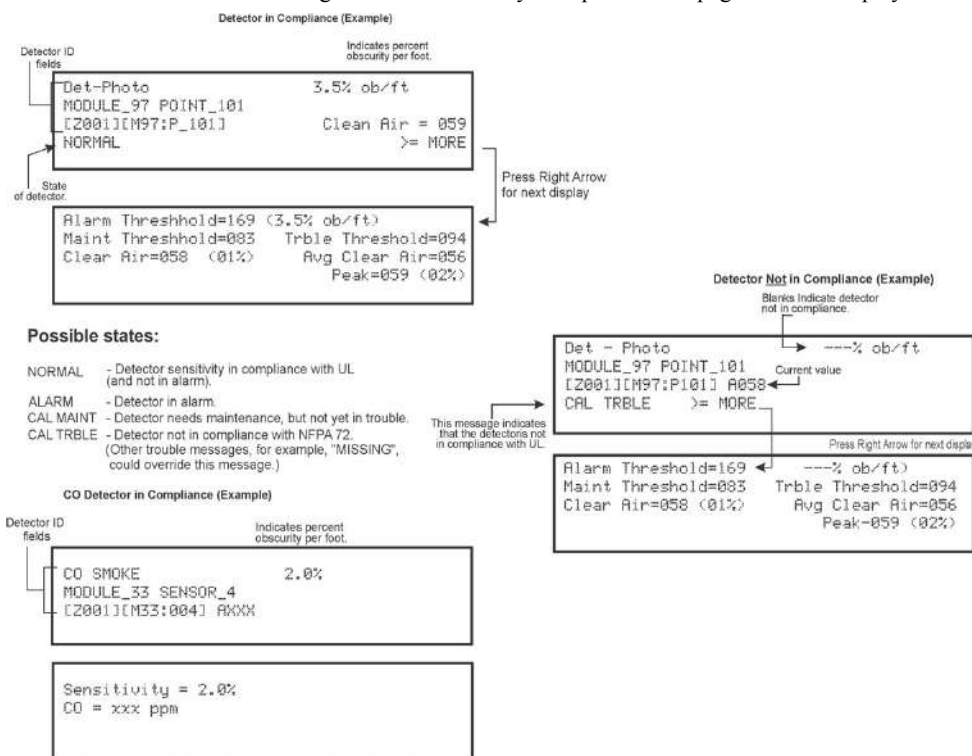 Detector in Compliance (Example)
Detector ID
fields
Indicates percent
obscurity per foot.
Det-Photo 3.5% ob/ft
MODULE_97 POINT_101
[Z001][M97:P_101] Clean Air = 059
NORMAL >= MORE
State
of detector.
Press Right Arrow
for next display
Alarm Threshhold=169 (3.5% ob/ft)
Maint Threshhold=083 Trble Threshold=094
Clear Air=058 (01%) Avg Clear Air=056
Peak=059 (02%)
Possible states:
NORMAL - Detector sensitivity in compliance with UL
(and not in alarm).
ALARM - Detector in alarm.
CAL MAINT - Detector needs maintenance, but not yet in trouble.
CAL TRBLE - Detector not in compliance with NFPA 72.
(Other trouble messages, for example, "MISSING",
could override this message.)
Detector Not in Compliance (Example)
Blanks Indicate detector
not in compliance.
Det - Photo ---% ob/ft
MODULE_97 POINT_101
Current value
[Z001][M97:P101] A058
CAL TRBLE >= MORE
This message indicates
that the detectoris not
in compliance with UL.
Press Right Arrow for next displa
Alarm Threshold=169 ---% ob/ft)
Maint Threshold=083 Trble Threshold=094
Clear Air=058 (01%) Avg Clear Air=056
Peak-059 (02%)
CO Detector in Compliance (Example)
Detector ID
fields
Indicates percent
obscurity per foot.
CO SMOKE 2.0%
MODULE_33 SENSOR_4
[Z001][M33:004] AXXX
Sensitivity = 2.0%
CO = xxx ppm